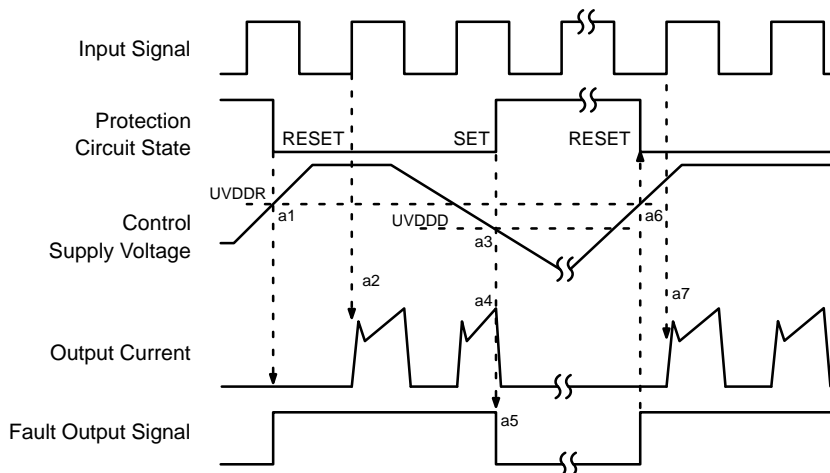 Input Signal
Protection
Circuit State
RESET
SET
RESET
UVDDR
a1
a6
Control
Supply Voltage
UVDDD
a3
a2
a4
a7
Output Current
Fault Output Signal
a5